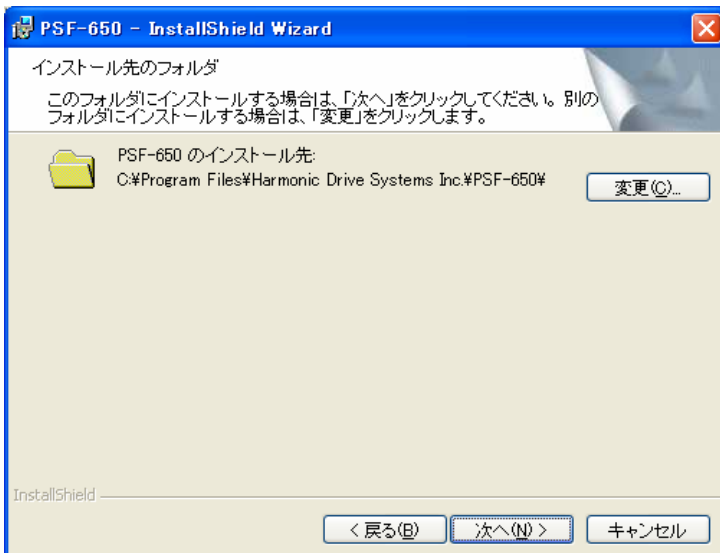 PSF-650 - InstallShield Wizard
インストール先のフォルダ
このフォルダにインストールする場合は、「次へ」をクリックしてください。別の
フォルダにインストールする場合は、「変更」をクリックします。
PSF-650 のインストール先:
C:¥Program Files¥Harmonic Drive Systems Inc.¥PSF-650¥
変更(C)...
InstallShield
< 戻る(B)
次へ(N) >
キャンセル